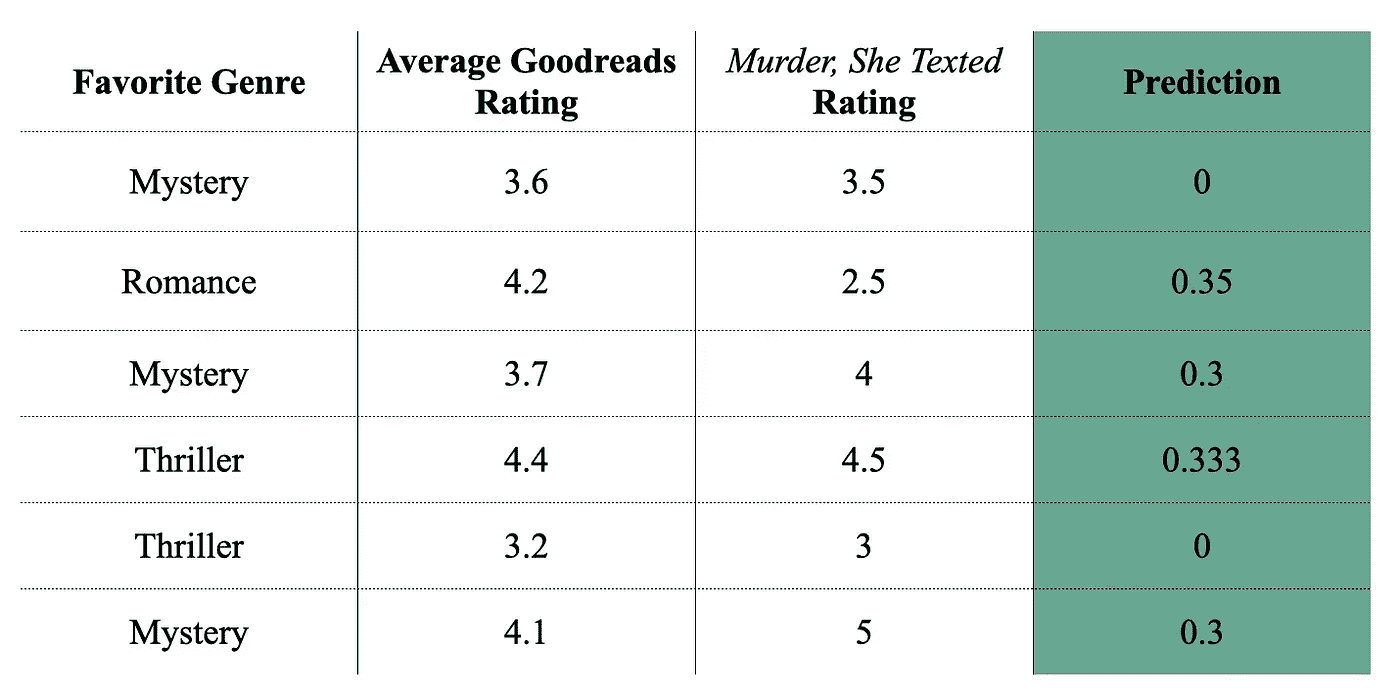 Favorite Genre Average Goodreads Rating Murder, She Texted Rating Prediction
Mystery 3.6 3.5 0
Romance 4.2 2.5 0.35
Mystery 3.7 4 0.3
Thriller 4.4 4.5 0.333
Thriller 3.2 3 0
Mystery 4.1 5 0.3